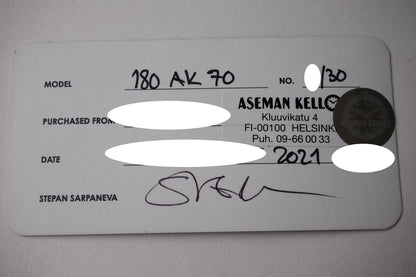 MODEL 180 AK 70 NO. /30
PURCHASED FROM ASEMAN KELLO
Kluuvikatu 4
FI-00100 HELSINKI
Puh. 09-66 00 33
DATE 2021
STEPAN SARPANEVA